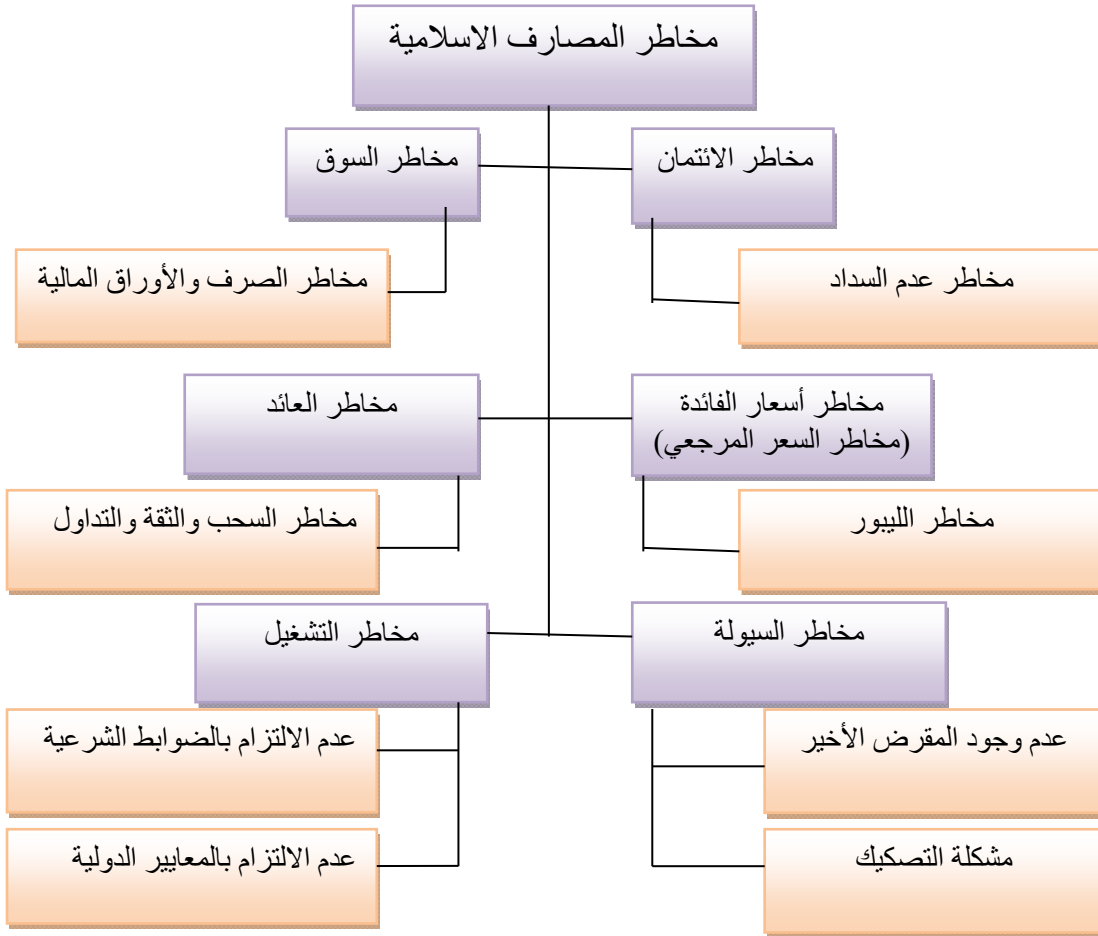 مخاطر المصارف الاسلامية
مخاطر الائتمان
مخاطر السوق
مخاطر عدم السداد
مخاطر الصرف والأوراق المالية
مخاطر أسعار الفائدة
(مخاطر السعر المرجعي)
مخاطر العائد
مخاطر الليبور
مخاطر السحب والثقة والتداول
مخاطر السيولة
مخاطر التشغيل
عدم وجود المقرض الأخير
عدم الالتزام بالضوابط الشرعية
مشكلة التصكيك
عدم الالتزام بالمعايير الدولية